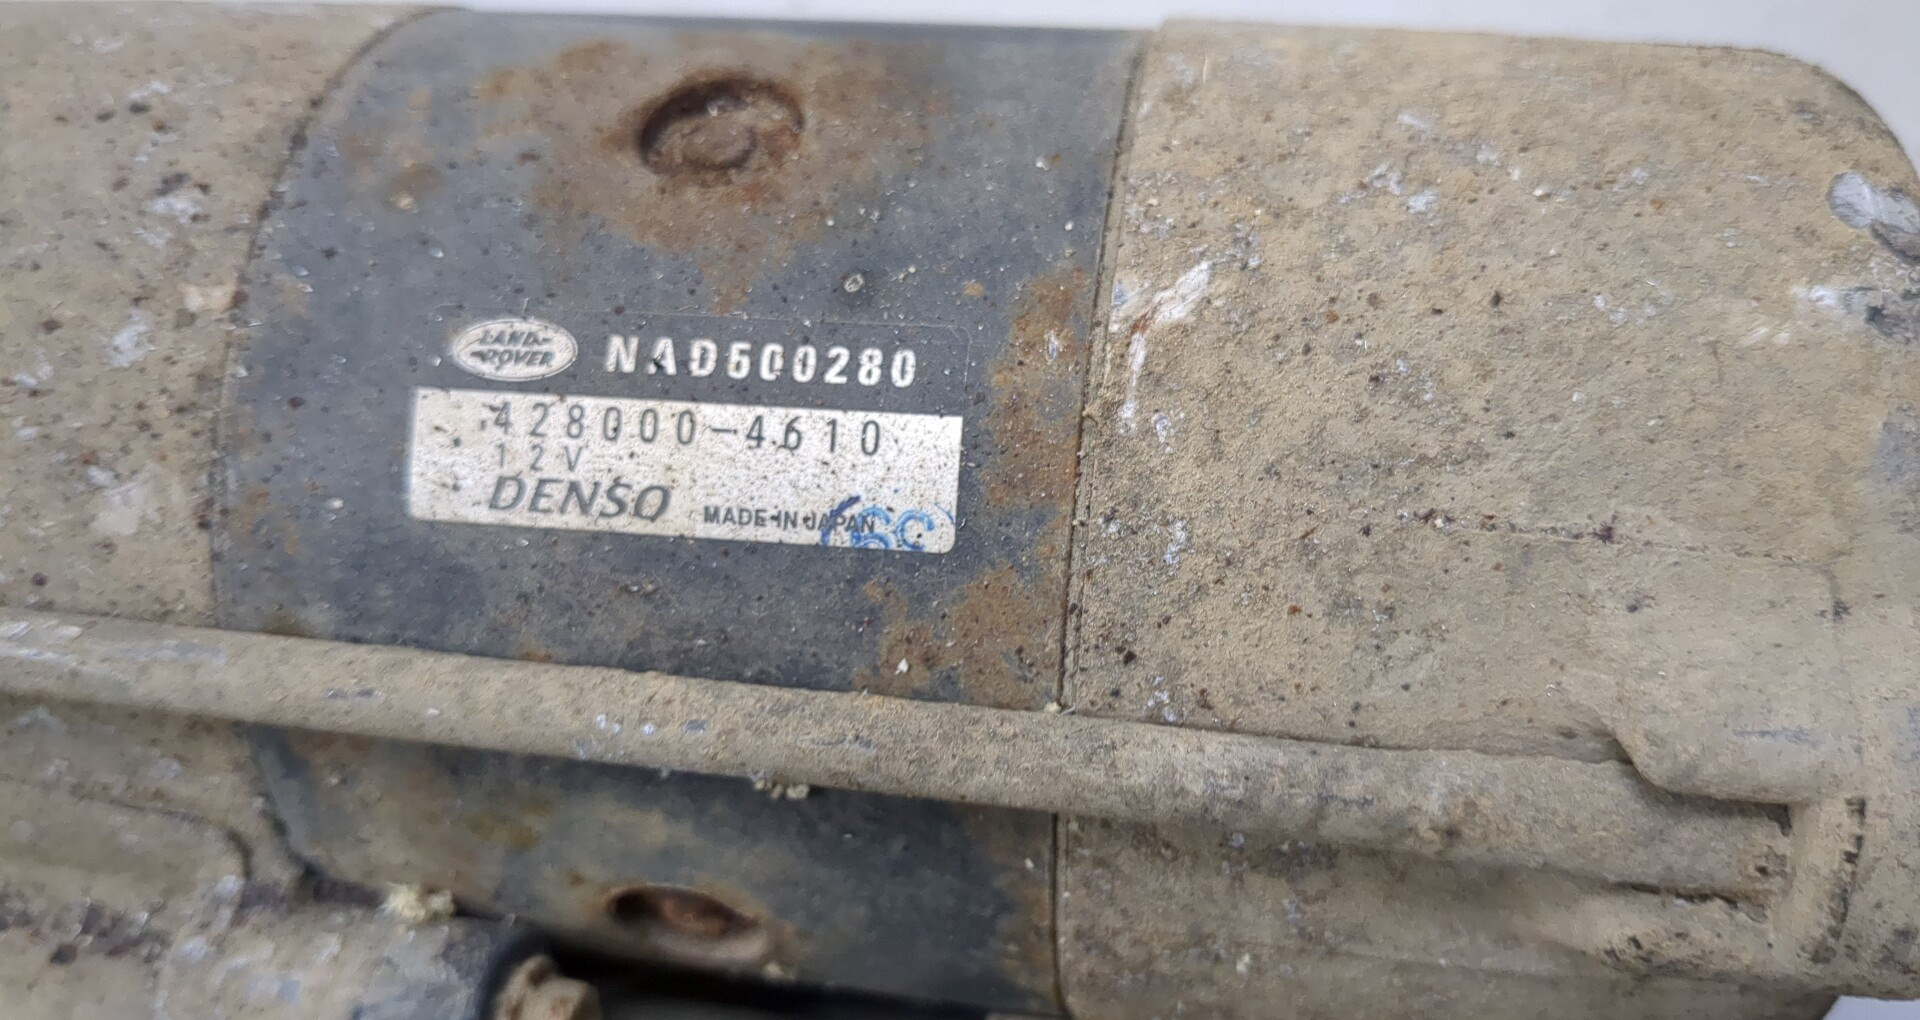 LAND-
ROVER
NAD500280
428000-4610
12V
DENSO
MADE IN JAPAN